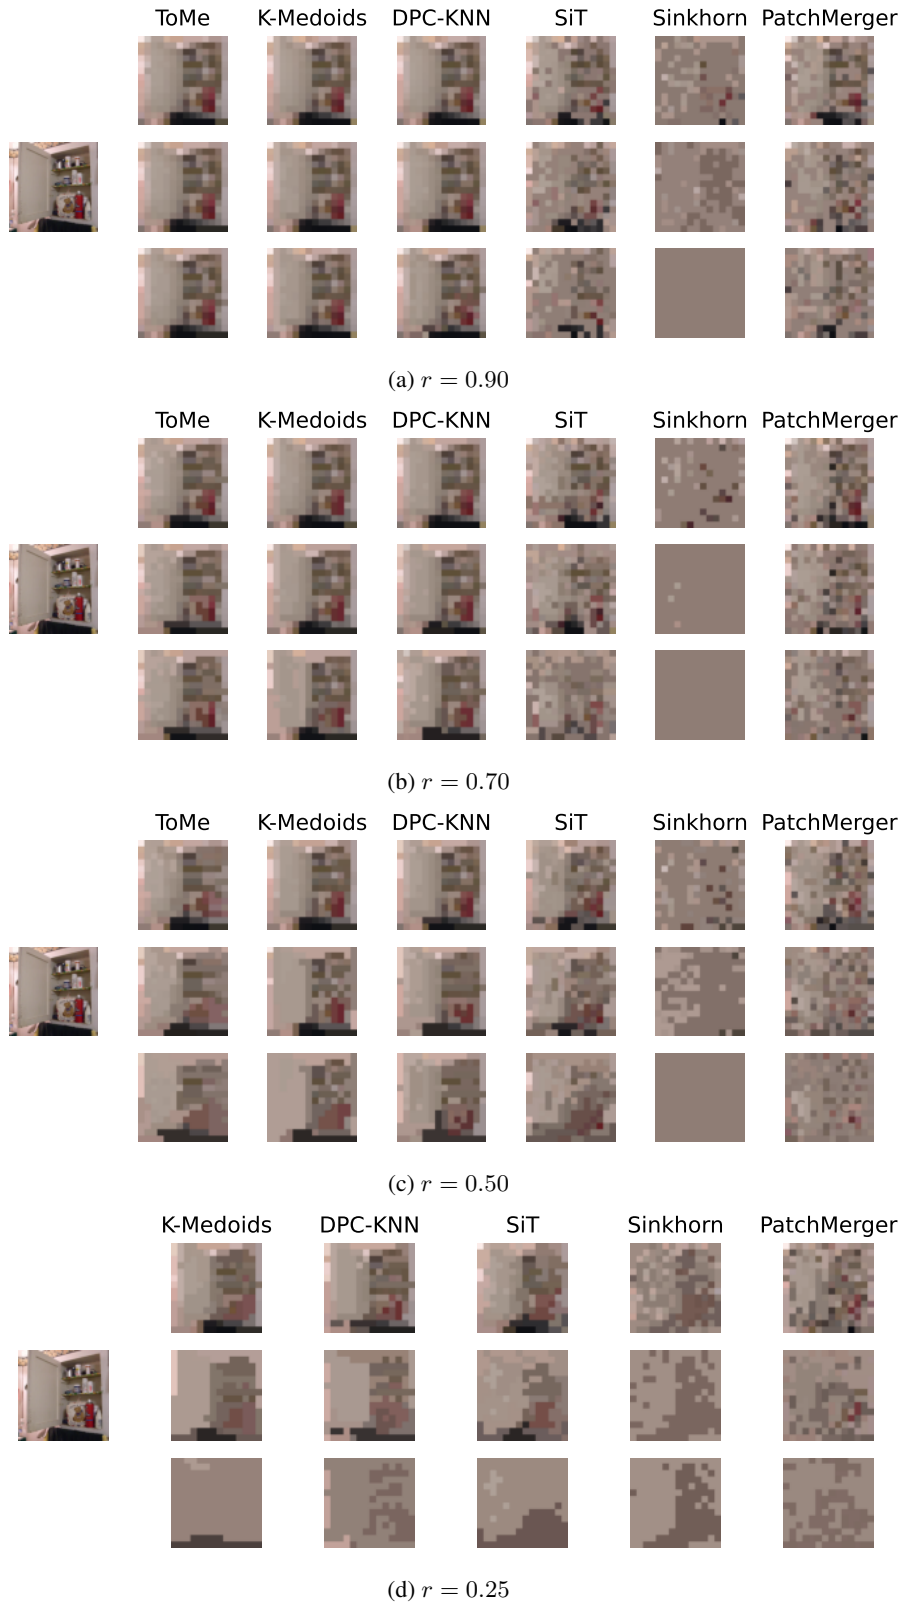 ToMe K-Medoids DPC-KNN SiT Sinkhorn PatchMerger
(a) r = 0.90
ToMe K-Medoids DPC-KNN SiT Sinkhorn PatchMerger
(b) r = 0.70
ToMe K-Medoids DPC-KNN SiT Sinkhorn PatchMerger
(c) r = 0.50
K-Medoids DPC-KNN SiT Sinkhorn PatchMerger
(d) r = 0.25